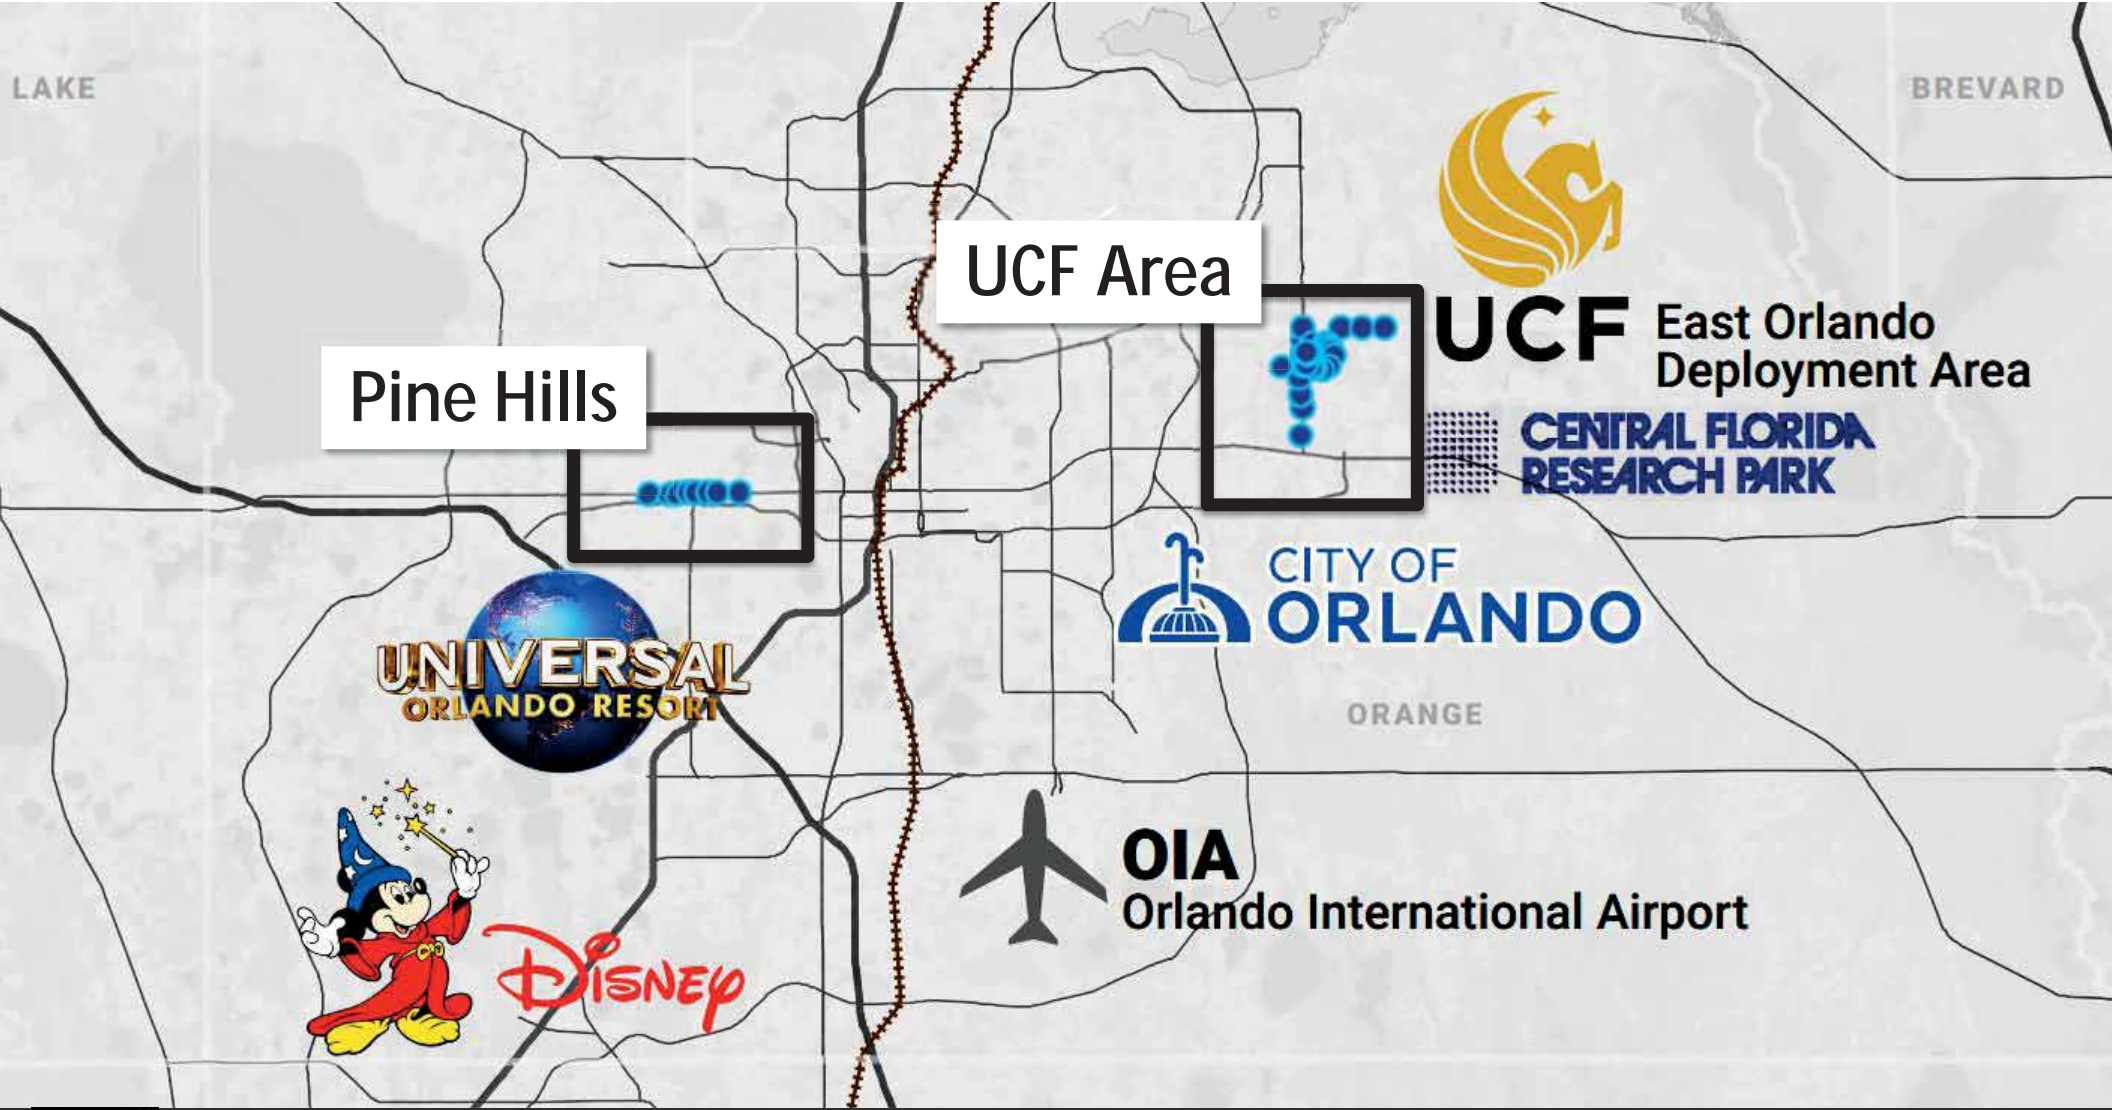 LAKE
BREVARD
UCF Area
UCF
East Orlando
Deployment Area
Pine Hills
CENTRAL FLORIDA
RESEARCH PARK
CITY OF
ORLANDO
UNIVERSAL
ORLANDO RESORT
ORANGE
OIA
Orlando International Airport
DISNEY